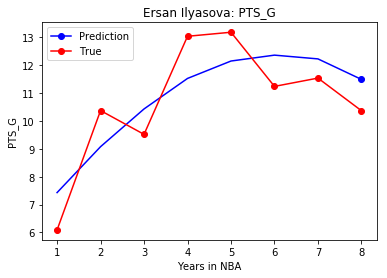 Ersan Ilyasova: PTS_G
Prediction
True
13
12
11
10
9
8
7
6
PTS_G
1 2 3 4 5 6 7 8
Years in NBA